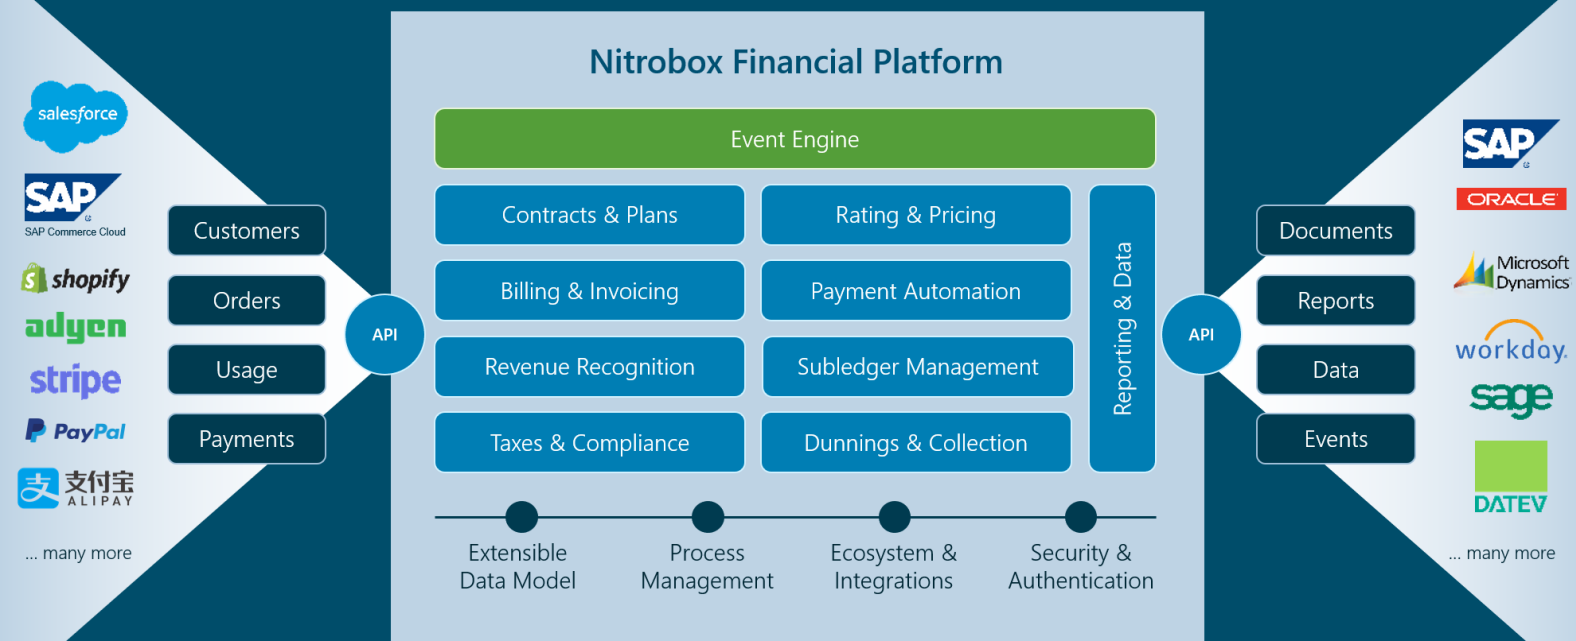 Nitrobox Financial Platform
Event Engine
salesforce
SAP
SAP Commerce Cloud
shopify
adyen
stripe
PayPal
支付宝
ALIPAY
... many more
Customers
Orders
Usage
Payments
API
Contracts & Plans
Rating & Pricing
Billing & Invoicing
Payment Automation
Revenue Recognition
Subledger Management
Taxes & Compliance
Dunnings & Collection
Reporting & Data
Extensible
Data Model
Process
Management
Ecosystem &
Integrations
Security &
Authentication
API
Documents
Reports
Data
Events
SAP
ORACLE
Microsoft
Dynamics
workday.
sage
DATEV
... many more